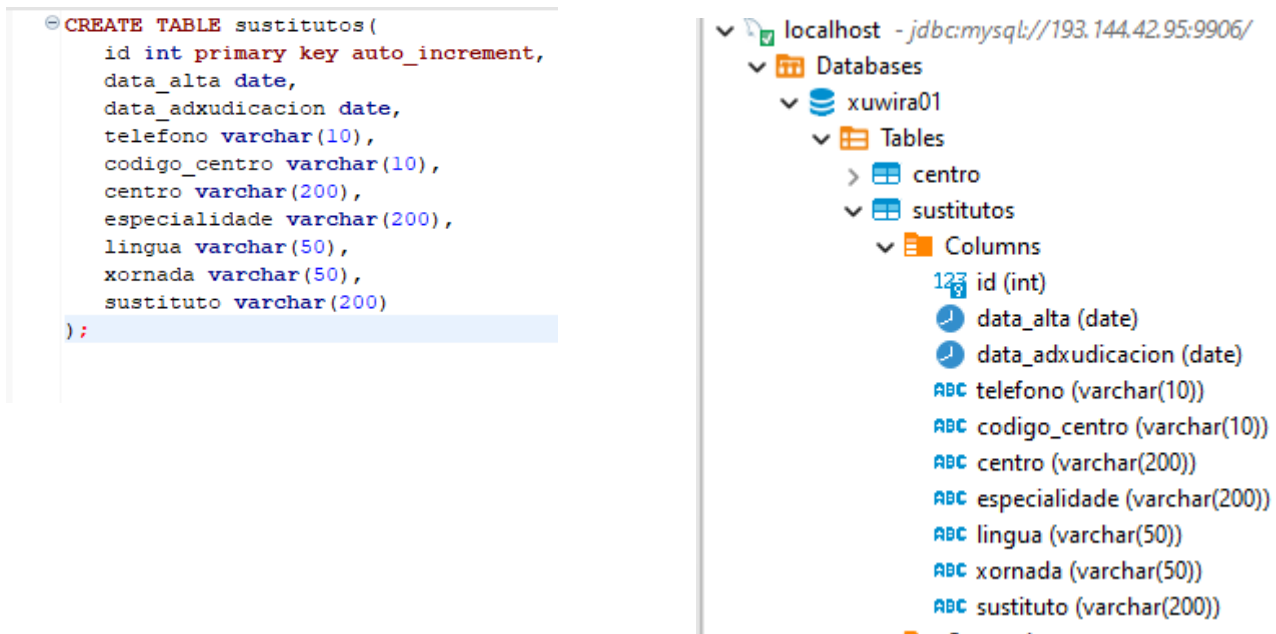 CREATE TABLE sustitutos(
id int primary key auto_increment,
data_alta date,
data_adxudicacion date,
telefono varchar(10),
codigo_centro varchar(10),
centro varchar(200),
especialidade varchar(200),
lingua varchar(50),
xornada varchar(50),
sustituto varchar(200)
);
localhost - jdbc:mysql://193.144.42.95:9906/
Databases
xuwira01
Tables
centro
sustitutos
Columns
123 id (int)
data_alta (date)
data_adxudicacion (date)
ABC telefono (varchar(10))
ABC codigo_centro (varchar(10))
ABC centro (varchar(200))
ABC especialidade (varchar(200))
ABC lingua (varchar(50))
ABC xornada (varchar(50))
ABC sustituto (varchar(200))